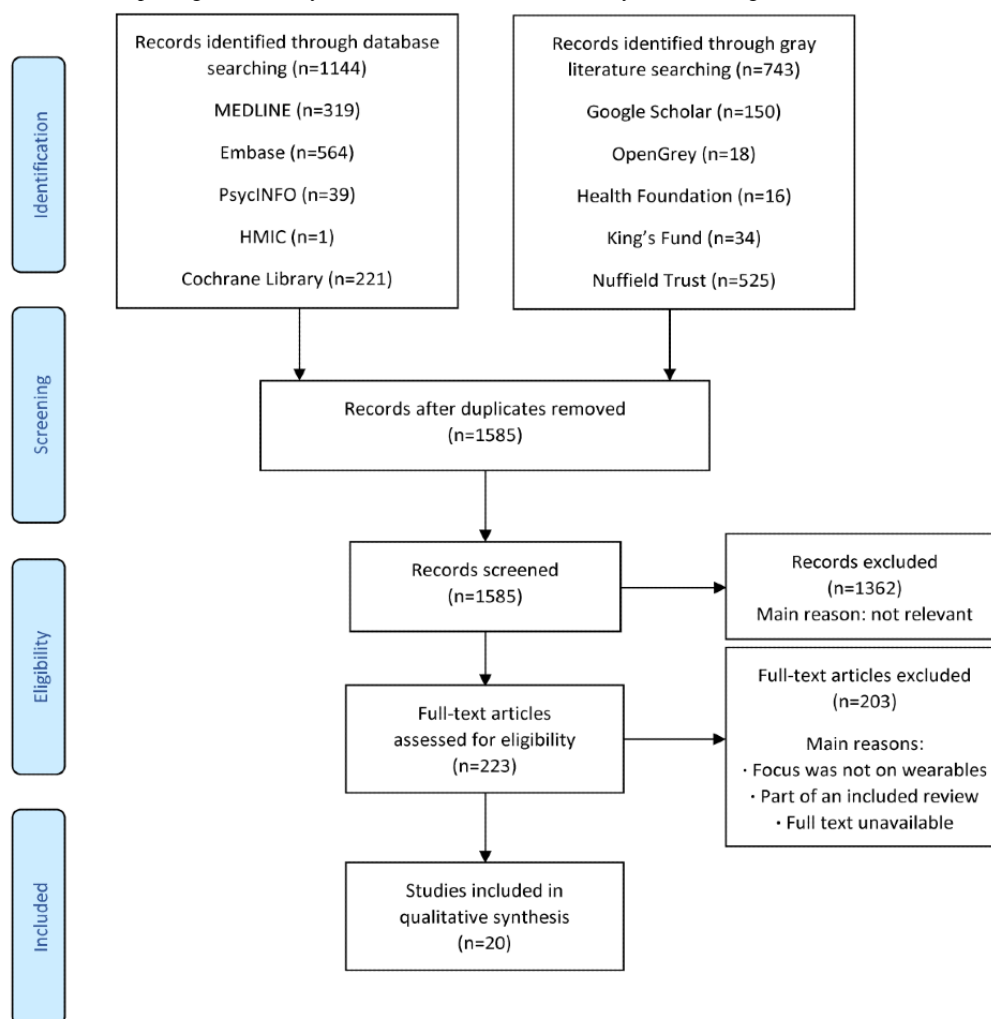 Identification
Records identified through database
searching (n=1144)
MEDLINE (n=319)
Embase (n=564)
PsycINFO (n=39)
HMIC (n=1)
Cochrane Library (n=221)
Records identified through gray
literature searching (n=743)
Google Scholar (n=150)
OpenGrey (n=18)
Health Foundation (n=16)
King's Fund (n=34)
Nuffield Trust (n=525)
Screening
Records after duplicates removed
(n=1585)
Records screened
(n=1585)
Records excluded
(n=1362)
Main reason: not relevant
Eligibility
Full-text articles
assessed for eligibility
(n=223)
Full-text articles excluded
(n=203)
Main reasons:
· Focus was not on wearables
· Part of an included review
· Full text unavailable
Included
Studies included in
qualitative synthesis
(n=20)